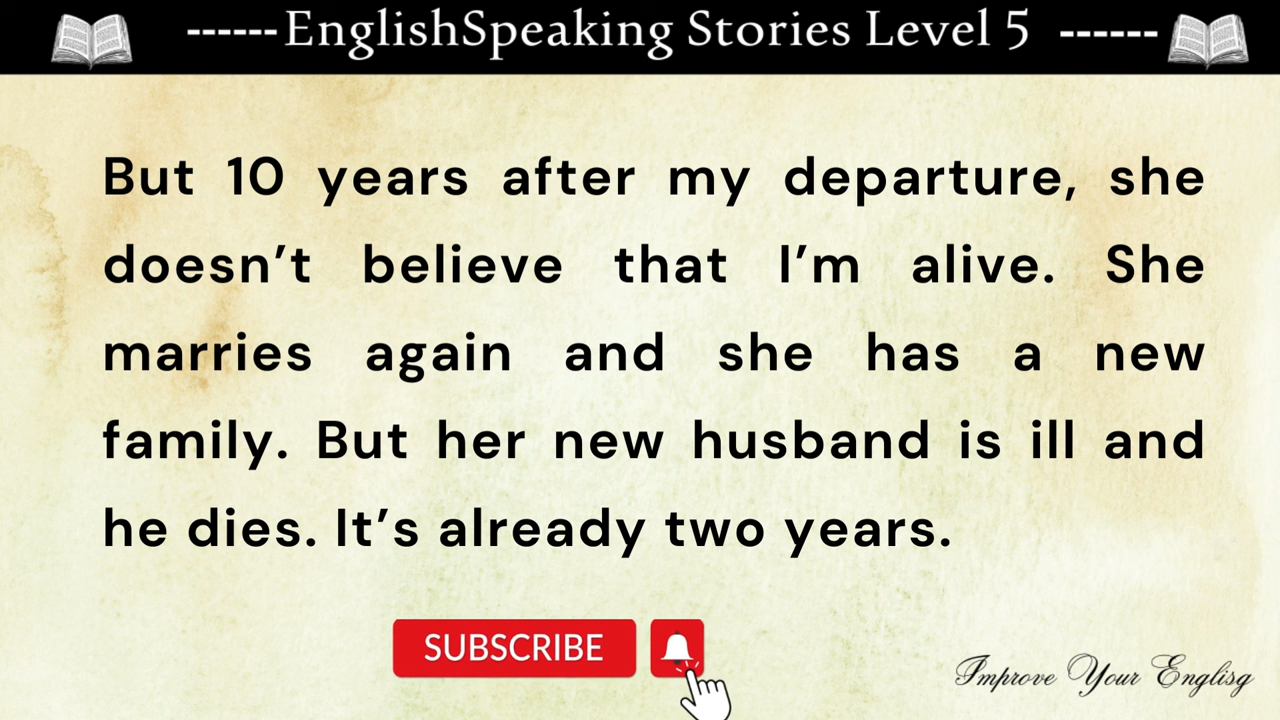 ------EnglishSpeaking Stories Level 5 ------
But 10 years after my departure, she
doesn’t believe that I’m alive. She
marries again and she has a new
family. But her new husband is ill and
he dies. It’s already two years.
SUBSCRIBE
Improve Your Englisg